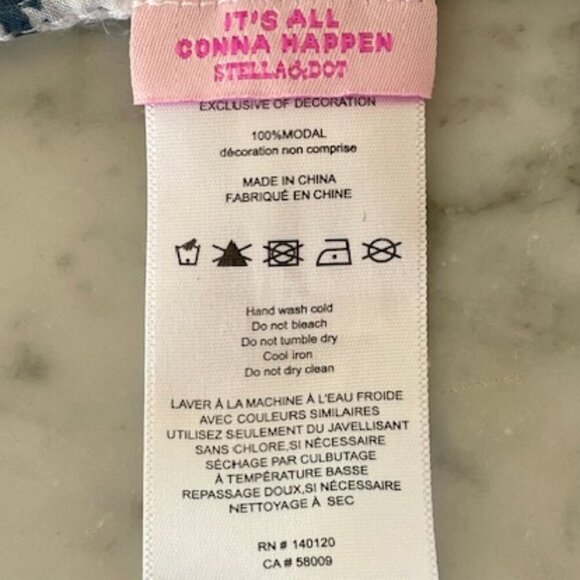 IT'S ALL
GONNA HAPPEN
STELLA&DOT
EXCLUSIVE OF DECORATION
100%MODAL
décoration non comprise
MADE IN CHINA
FABRIQUÉ EN CHINE
Hand wash cold
Do not bleach
Do not tumble dry
Cool iron
Do not dry clean
LAVER À LA MACHINE À L'EAU FROIDE
AVEC COULEURS SIMILAIRES
UTILISEZ SEULEMENT DU JAVELLISANT
SANS CHLORE,SI NÉCESSAIRE
SÉCHAGE PAR CULBUTAGE
À TEMPÉRATURE BASSE
REPASSAGE DOUX,SI NÉCESSAIRE
NETTOYAGE À SEC
RN # 140120
CA # 58009